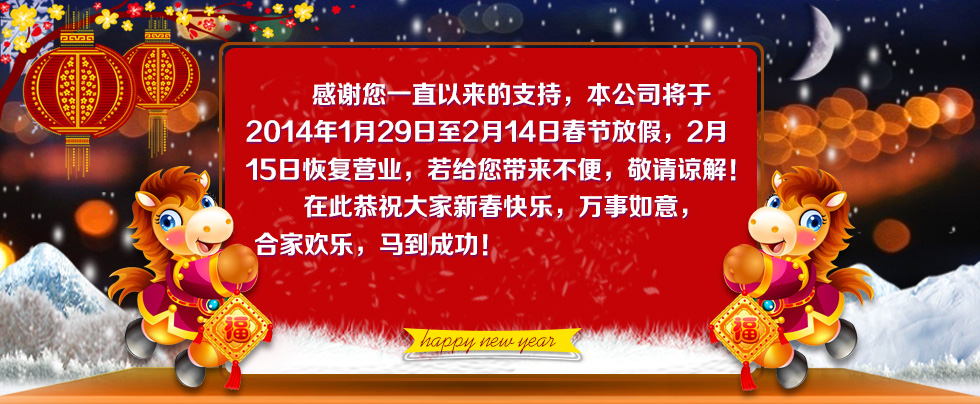 感谢您一直以来的支持，本公司将于
2014年1月29日至2月14日春节放假，2月
15日恢复营业，若给您带来不便，敬请谅解！
在此恭祝大家新春快乐，万事如意，
合家欢乐，马到成功！
福
福
happy new year